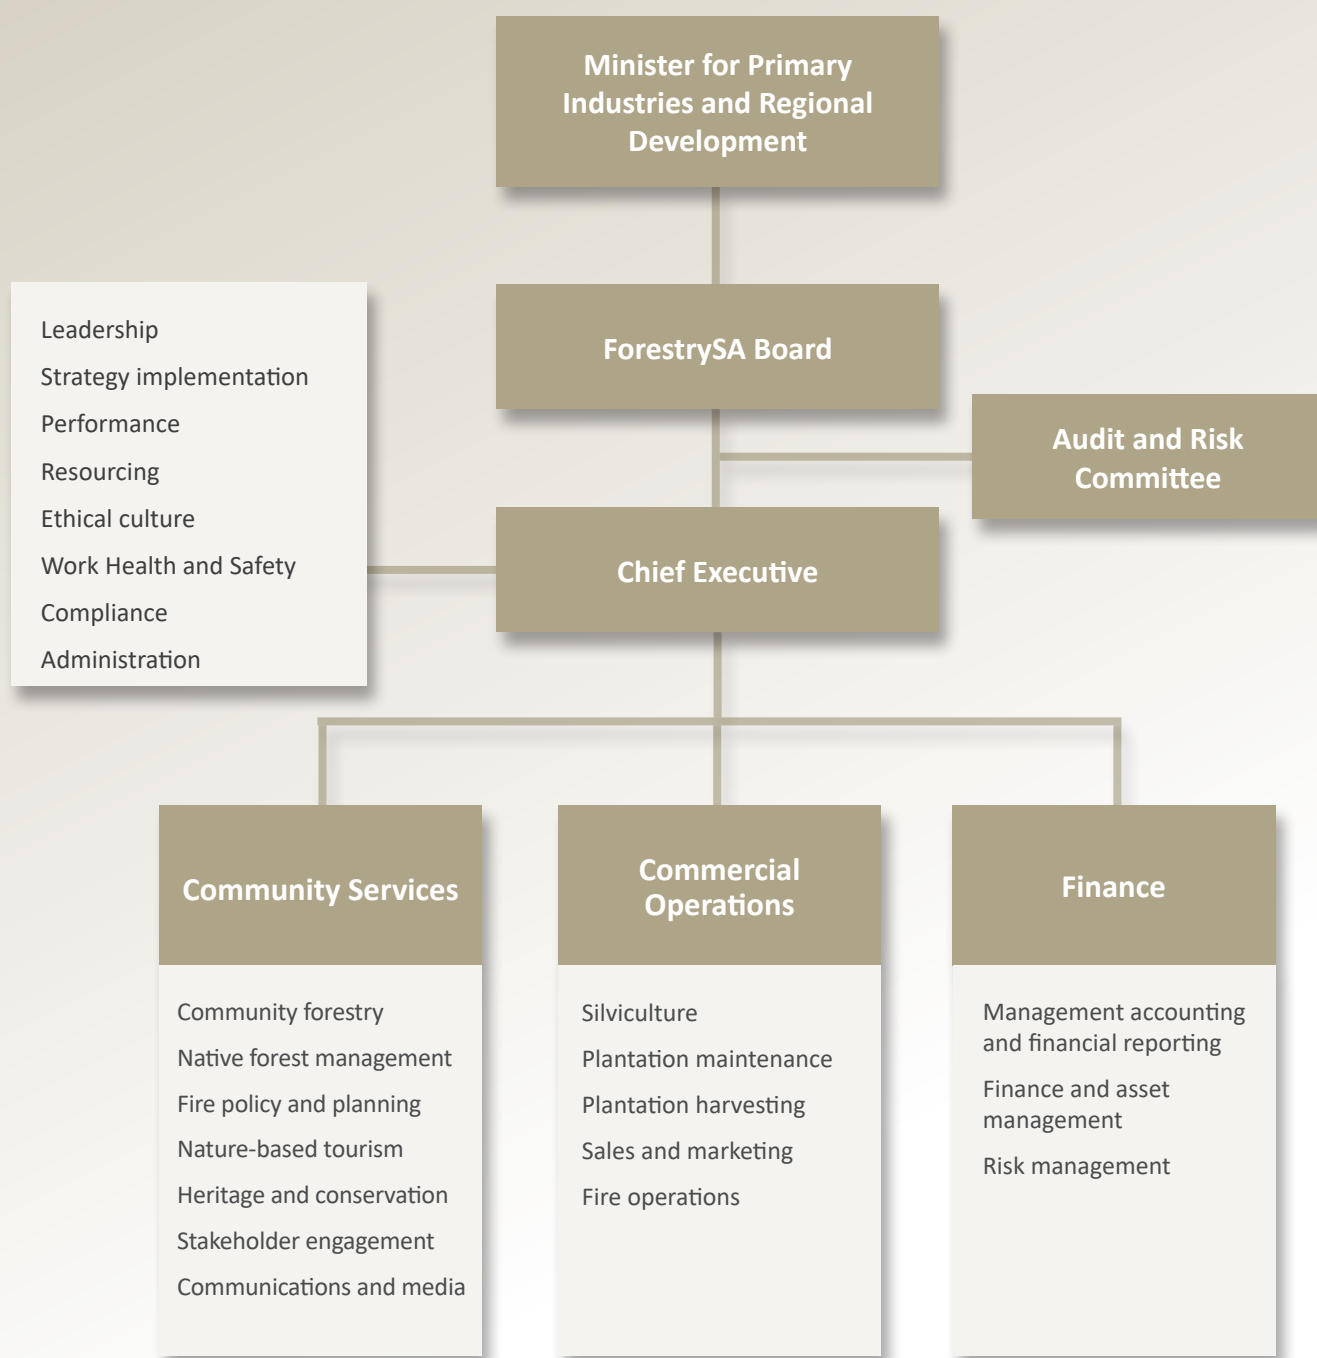 Minister for Primary
Industries and Regional
Development
ForestrySA Board
Audit and Risk
Committee
Chief Executive
Leadership
Strategy implementation
Performance
Resourcing
Ethical culture
Work Health and Safety
Compliance
Administration
Community Services
Community forestry
Native forest management
Fire policy and planning
Nature-based tourism
Heritage and conservation
Stakeholder engagement
Communications and media
Commercial
Operations
Silviculture
Plantation maintenance
Plantation harvesting
Sales and marketing
Fire operations
Finance
Management accounting
and financial reporting
Finance and asset
management
Risk management